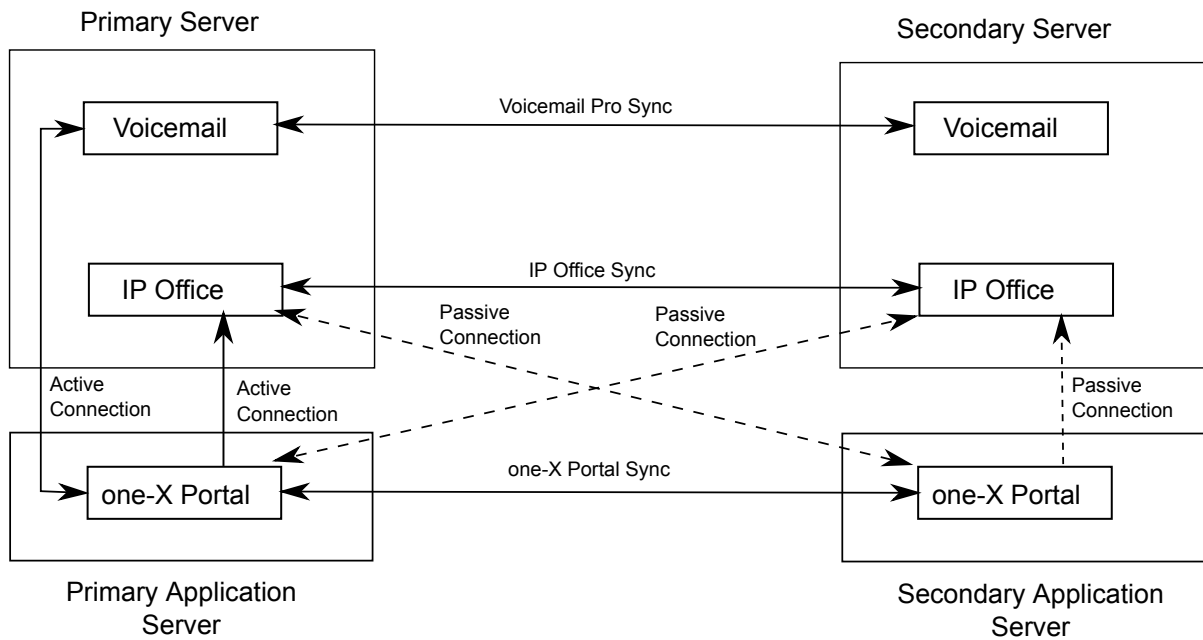 Primary Server
Secondary Server
Voicemail
Voicemail Pro Sync
Voicemail
IP Office
IP Office Sync
IP Office
Passive
Connection
Passive
Connection
Active
Connection
Active
Connection
Passive
Connection
one-X Portal
one-X Portal Sync
one-X Portal
Primary Application
Server
Secondary Application
Server